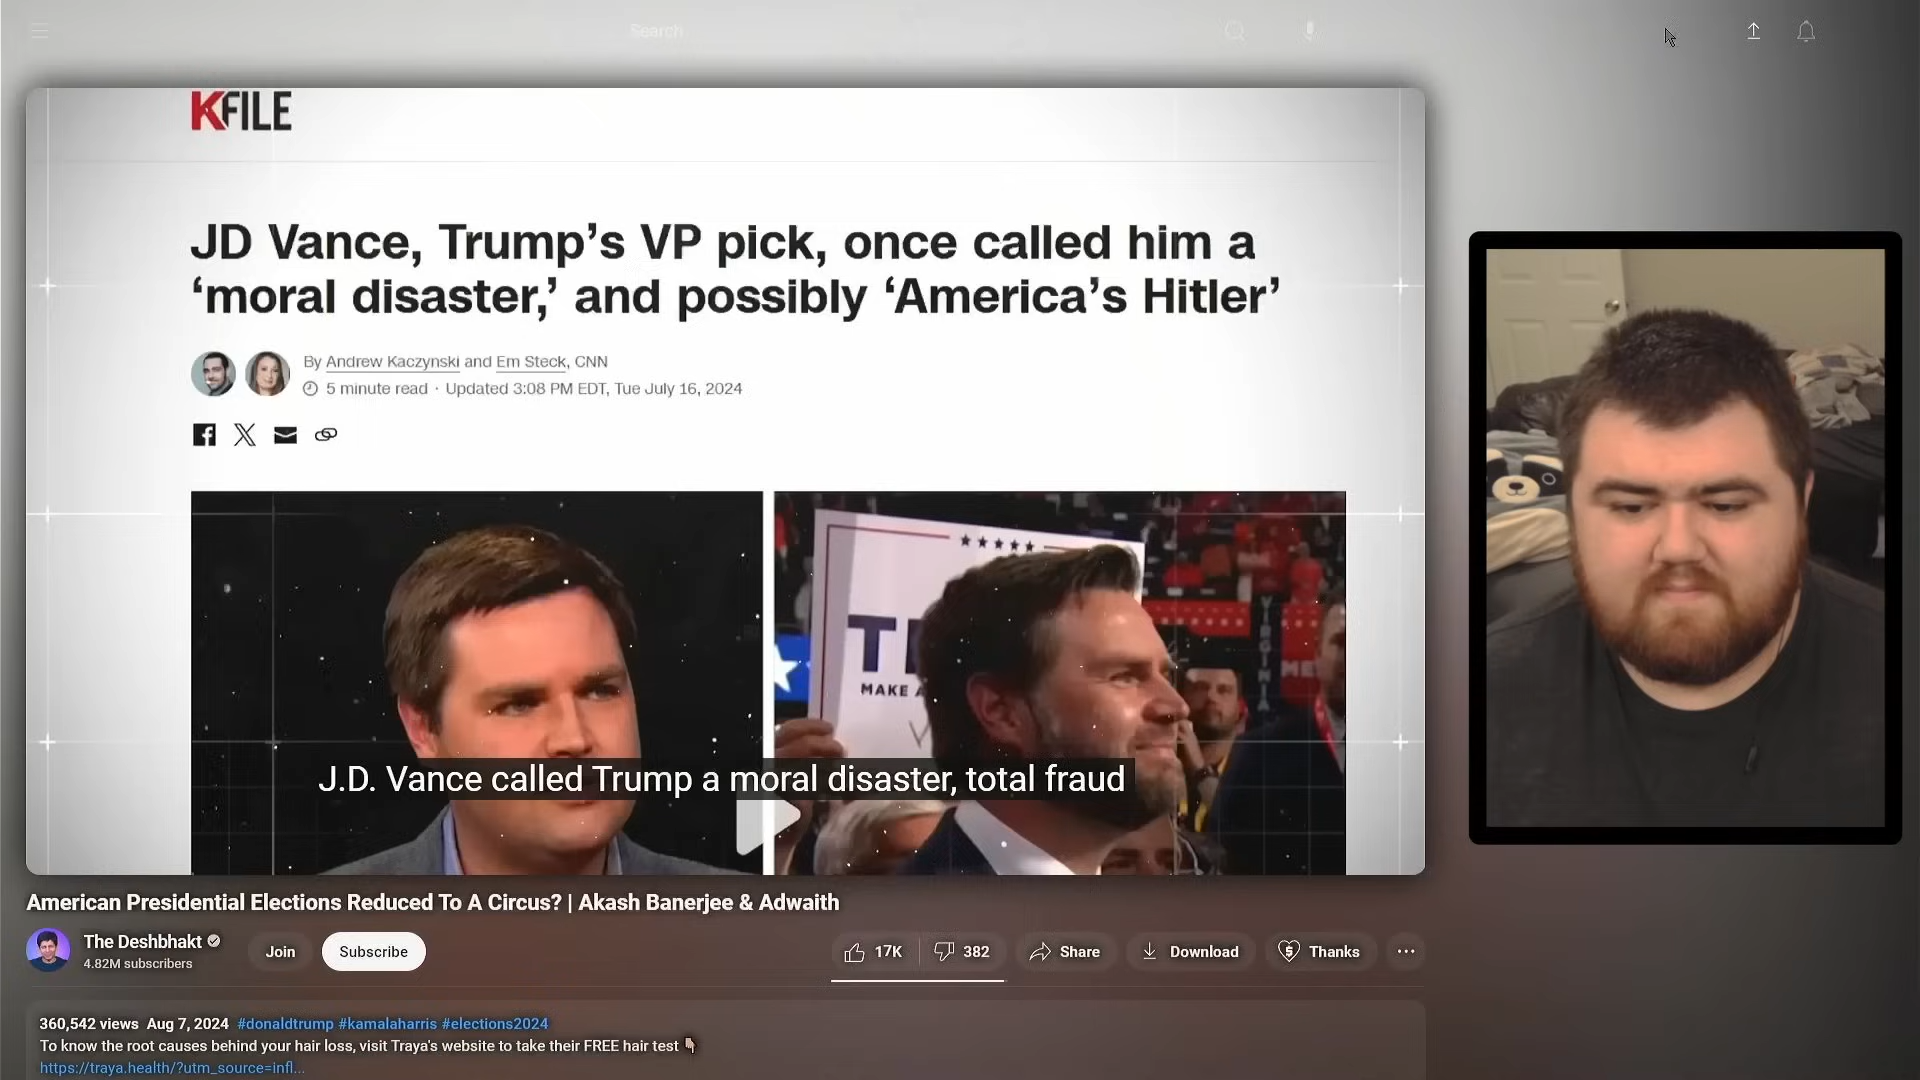 Search
KFILE
JD Vance, Trump's VP pick, once called him a
'moral disaster,' and possibly 'America's Hitler'
By Andrew Kaczynski and Em Steck, CNN
5 minute read · Updated 3:08 PM EDT, Tue July 16, 2024
MAKE A
VIRGINIA
J.D. Vance called Trump a moral disaster, total fraud
American Presidential Elections Reduced To A Circus? | Akash Banerjee & Adwaith
The Deshbhakt
4.82M subscribers
Join
Subscribe
17K
382
Share
Download
Thanks
360,542 views Aug 7, 2024 #donaldtrump #kamalaharris #elections2024
To know the root causes behind your hair loss, visit Traya's website to take their FREE hair test
https://traya.health/?utm_source=infl...